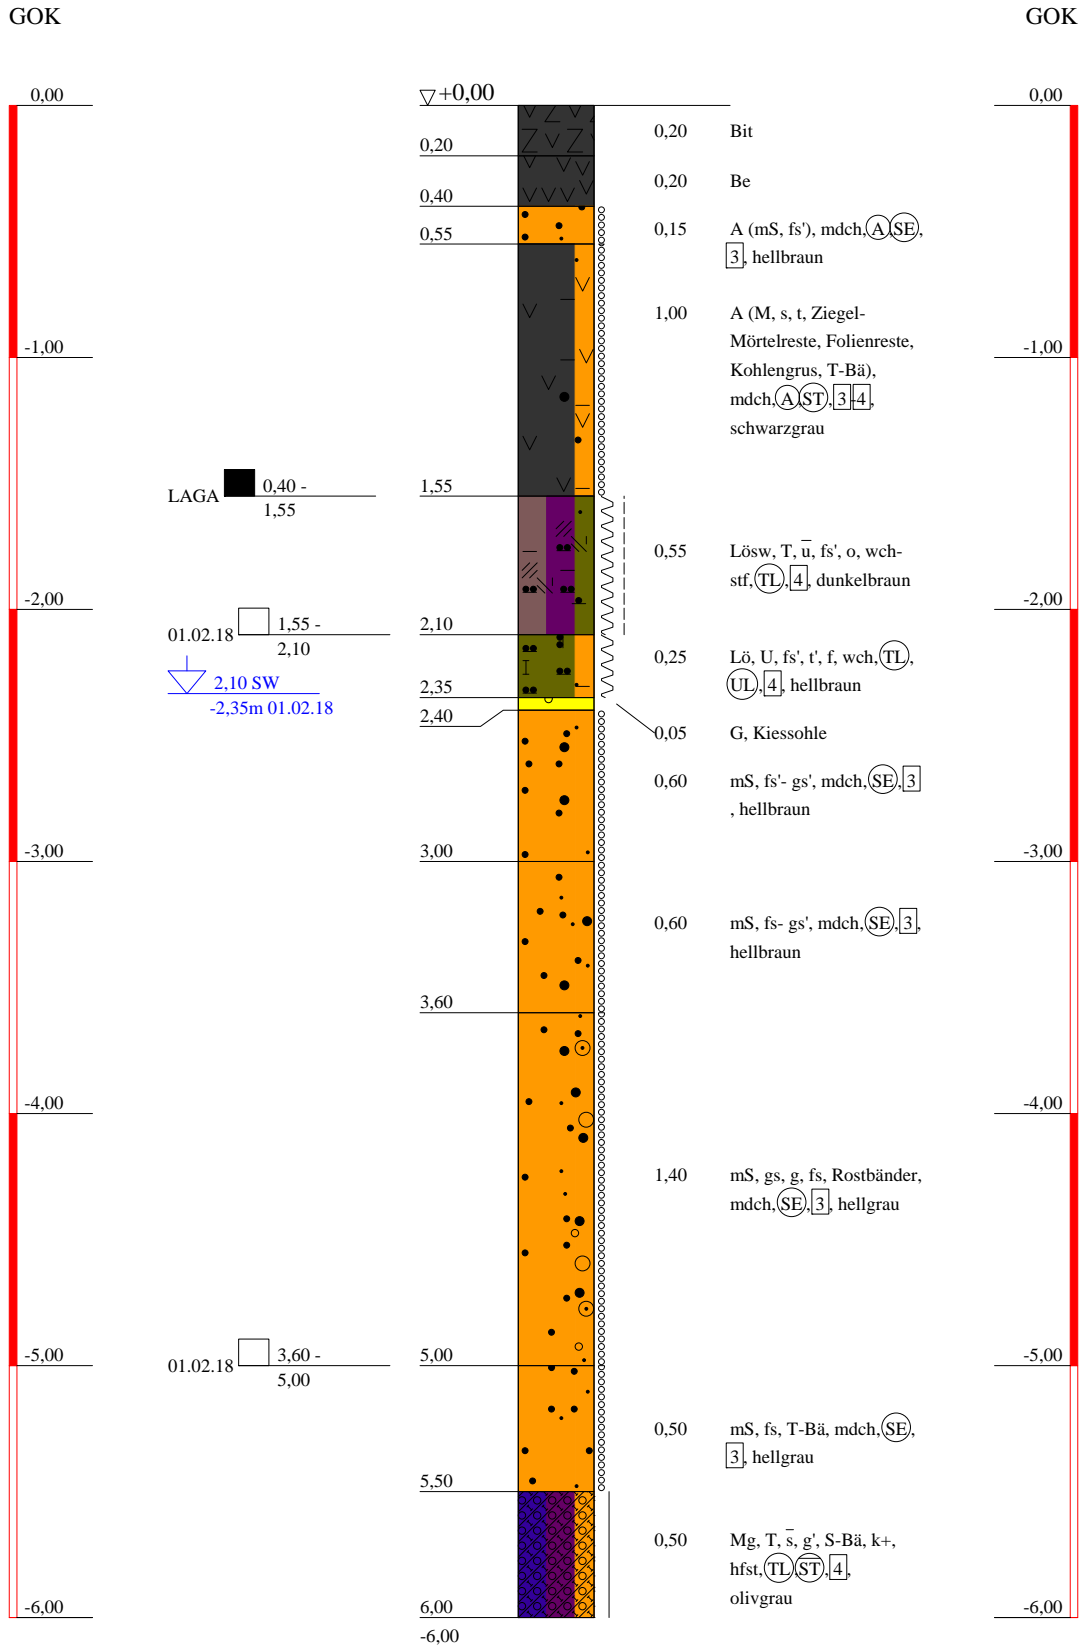 GOK
GOK
0,00
+0,00
0,00
0,20
Bit
0,20
0,20
Be
0,40
0,15
A (mS, fs'), mdch, A, SE,
3, hellbraun
0,55
1,00
A (M, s, t, Ziegel-
Mörtelreste, Folienreste,
Kohlengrus, T-Bä),
mdch, A, ST, 3-4,
schwarzgrau
-1,00
-1,00
LAGA
0,40 -
1,55
1,55
0,55
Lösw, T, u̅, fs', o, wch-
stf, TL, 4, dunkelbraun
-2,00
-2,00
01.02.18
1,55 -
2,10
2,10
0,25
Lö, U, fs', t', f, wch, TL,
UL, 4, hellbraun
2,10 SW
-2,35m 01.02.18
2,35
2,40
0,05
G, Kiessohle
0,60
mS, fs'- gs', mdch, SE, 3
, hellbraun
-3,00
3,00
-3,00
0,60
mS, fs- gs', mdch, SE, 3,
hellbraun
3,60
-4,00
-4,00
1,40
mS, gs, g, fs, Rostbänder,
mdch, SE, 3, hellgrau
01.02.18
3,60 -
5,00
-5,00
5,00
-5,00
0,50
mS, fs, T-Bä, mdch, SE,
3, hellgrau
5,50
0,50
Mg, T, s̅, g', S-Bä, k+,
hfst, TL, S̅T̅, 4,
olivgrau
-6,00
6,00
-6,00
-6,00